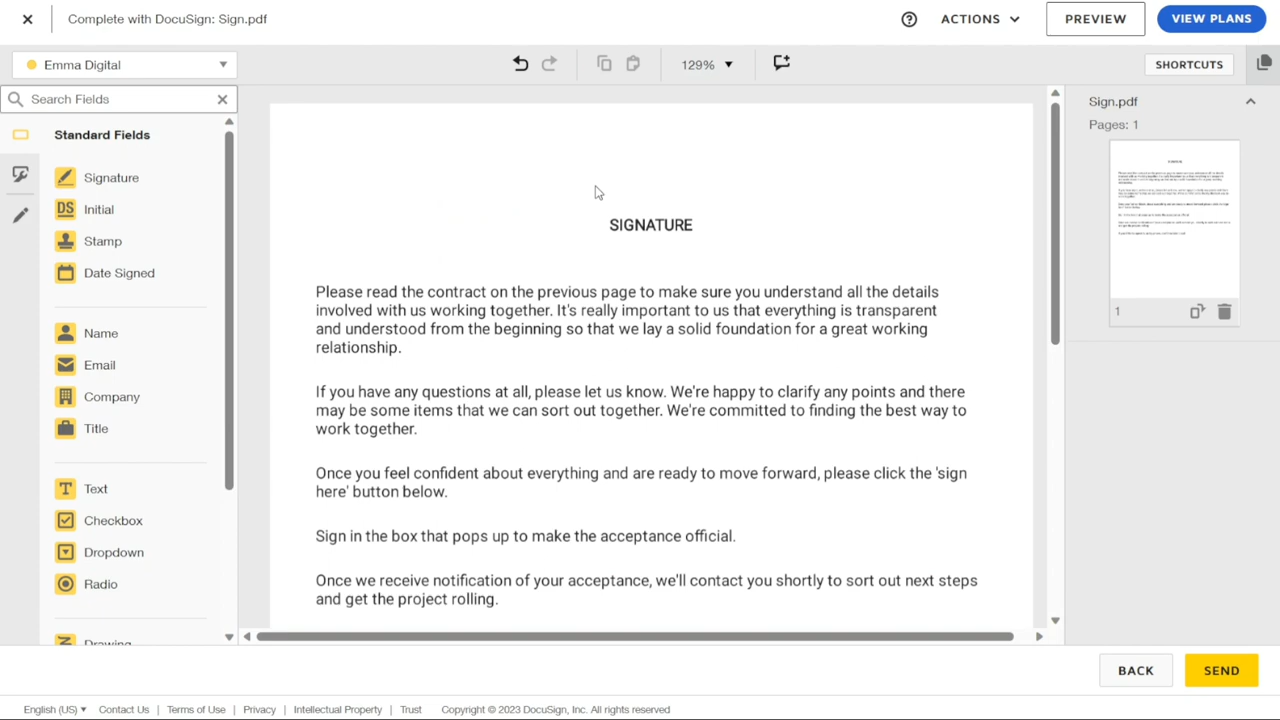 Complete with DocuSign: Sign.pdf
ACTIONS
PREVIEW
VIEW PLANS
Emma Digital
129%
SHORTCUTS
Search Fields
Standard Fields
Signature
DS Initial
Stamp
Date Signed
Name
Email
Company
Title
T Text
Checkbox
Dropdown
Radio
Drawing
SIGNATURE
Please read the contract on the previous page to make sure you understand all the details
involved with us working together. It's really important to us that everything is transparent
and understood from the beginning so that we lay a solid foundation for a great working
relationship.
If you have any questions at all, please let us know. We're happy to clarify any points and there
may be some items that we can sort out together. We're committed to finding the best way to
work together.
Once you feel confident about everything and are ready to move forward, please click the 'sign
here' button below.
Sign in the box that pops up to make the acceptance official.
Once we receive notification of your acceptance, we'll contact you shortly to sort out next steps
and get the project rolling.
Sign.pdf
Pages: 1
1
BACK
SEND
English (US) | Contact Us | Terms of Use | Privacy | Intellectual Property | Trust Copyright © 2023 DocuSign, Inc. All rights reserved